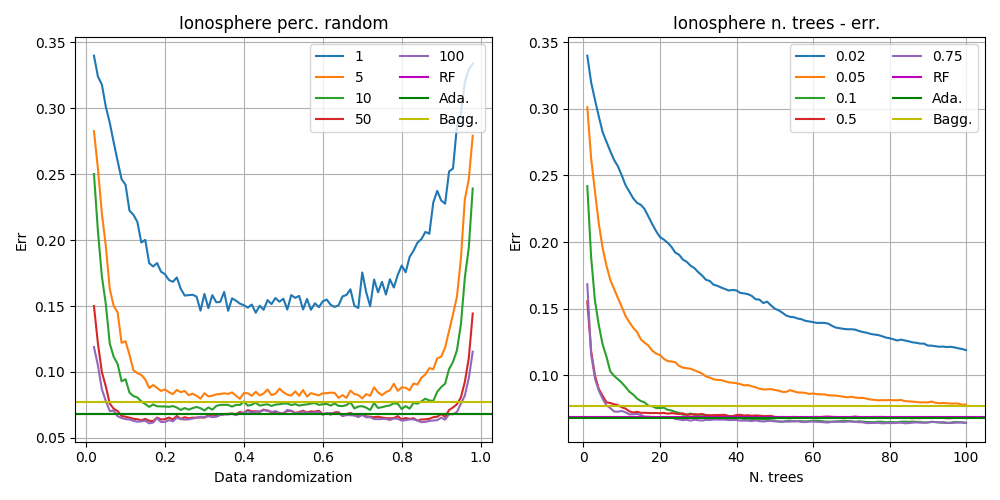 Ionosphere perc. random
0.35
0.30
0.25
0.20
0.15
0.10
0.05
Err
1
5
10
50
100
RF
Ada.
Bagg.
0.0 0.2 0.4 0.6 0.8 1.0
Data randomization
Ionosphere n. trees - err.
0.35
0.30
0.25
0.20
0.15
0.10
Err
0.02
0.05
0.1
0.5
0.75
RF
Ada.
Bagg.
0 20 40 60 80 100
N. trees